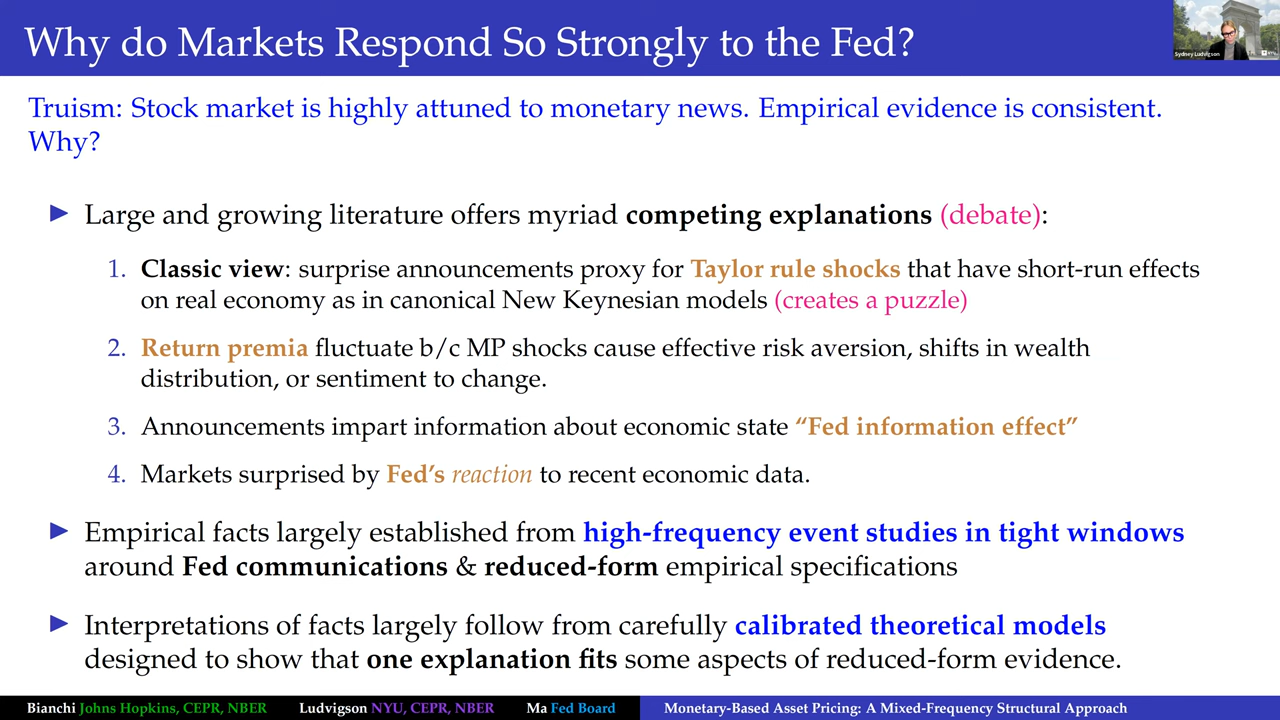 Why do Markets Respond So Strongly to the Fed?
Sydney Ludvigson
Truism: Stock market is highly attuned to monetary news. Empirical evidence is consistent.
Why?
▶ Large and growing literature offers myriad competing explanations (debate):
1. Classic view: surprise announcements proxy for Taylor rule shocks that have short-run effects
on real economy as in canonical New Keynesian models (creates a puzzle)
2. Return premia fluctuate b/c MP shocks cause effective risk aversion, shifts in wealth
distribution, or sentiment to change.
3. Announcements impart information about economic state “Fed information effect”
4. Markets surprised by Fed's reaction to recent economic data.
▶ Empirical facts largely established from high-frequency event studies in tight windows
around Fed communications & reduced-form empirical specifications
▶ Interpretations of facts largely follow from carefully calibrated theoretical models
designed to show that one explanation fits some aspects of reduced-form evidence.
Bianchi Johns Hopkins, CEPR, NBER Ludvigson NYU, CEPR, NBER Ma Fed Board Monetary-Based Asset Pricing: A Mixed-Frequency Structural Approach